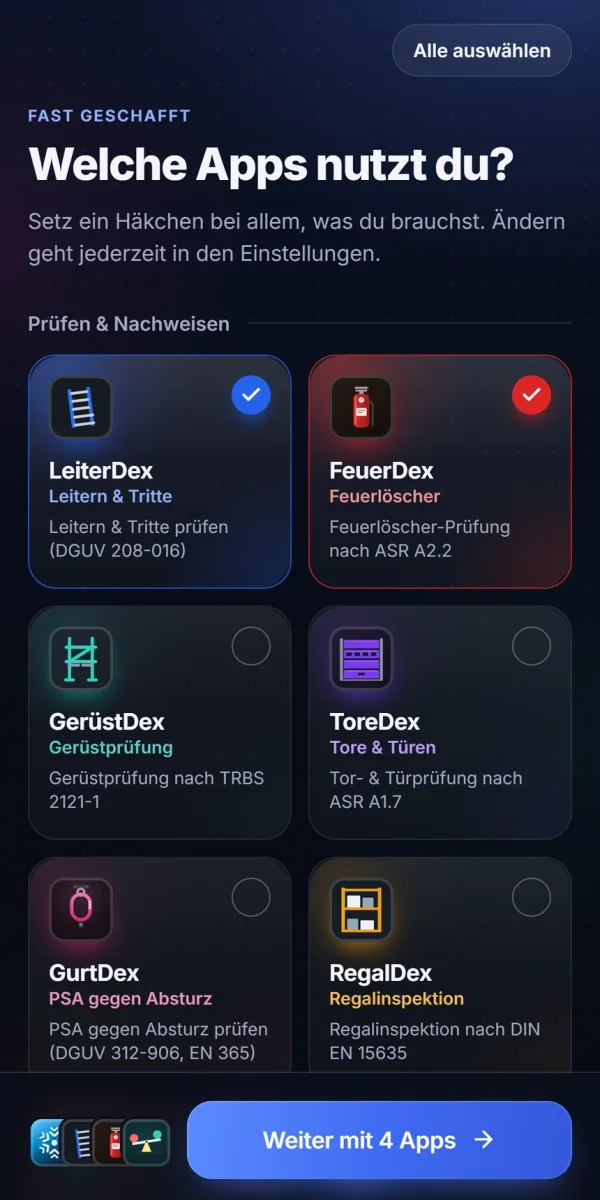 Alle auswählen
FAST GESCHAFFT
Welche Apps nutzt du?
Setz ein Häkchen bei allem, was du brauchst. Ändern
geht jederzeit in den Einstellungen.
Prüfen & Nachweisen
LeiterDex
Leitern & Tritte
Leitern & Tritte prüfen
(DGUV 208-016)
FeuerDex
Feuerlöscher
Feuerlöscher-Prüfung
nach ASR A2.2
GerüstDex
Gerüstprüfung
Gerüstprüfung nach TRBS
2121-1
ToreDex
Tore & Türen
Tor- & Türprüfung nach
ASR A1.7
GurtDex
PSA gegen Absturz
PSA gegen Absturz prüfen
(DGUV 312-906, EN 365)
RegalDex
Regalinspektion
Regalinspektion nach DIN
EN 15635
Weiter mit 4 Apps →